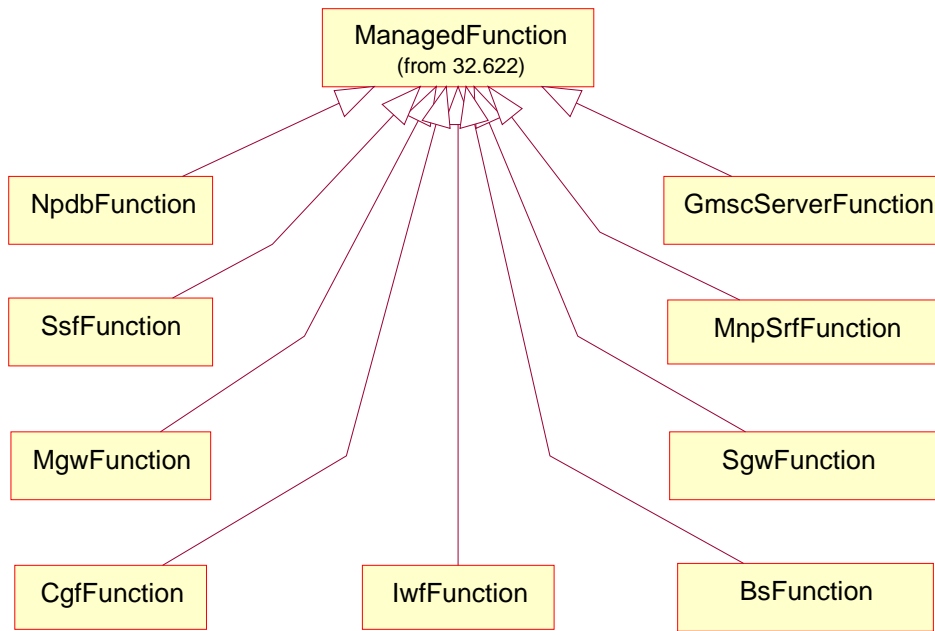 ManagedFunction
(from 32.622)
NpdbFunction
GmscServerFunction
SsfFunction
MnpSrfFunction
MgwFunction
SgwFunction
CgfFunction
IwfFunction
BsFunction